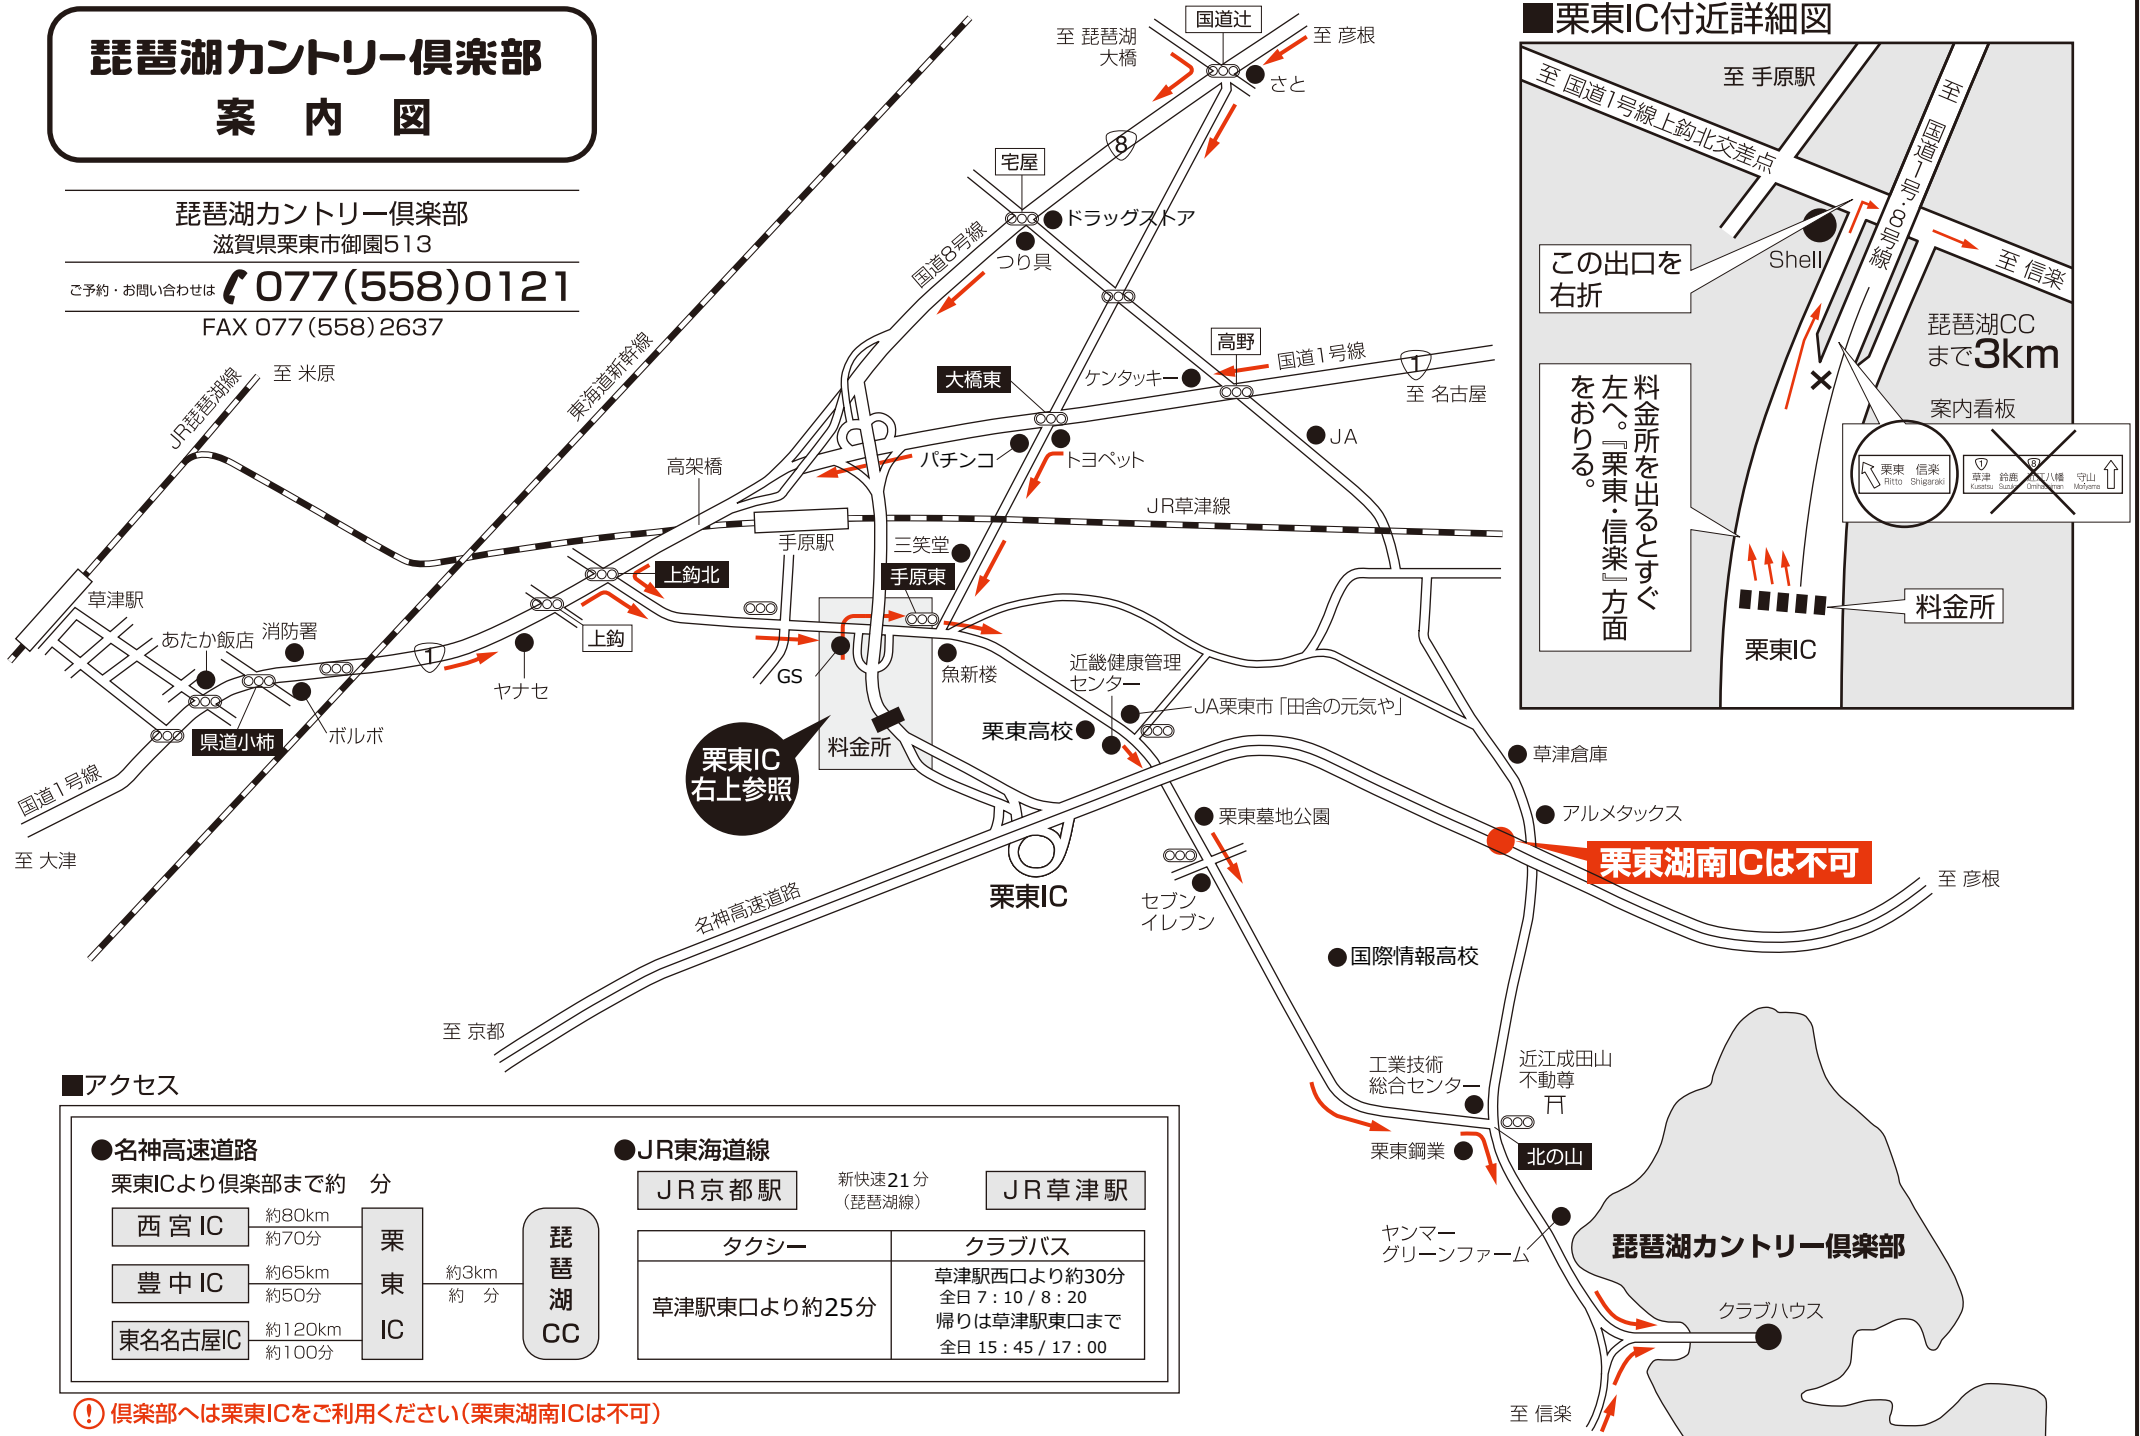 琵琶湖カントリー倶楽部
案内図
琵琶湖カントリー倶楽部
滋賀県栗東市御園513
ご予約・お問い合わせは 077(558)0121
FAX 077(558)2637
国道辻
至 琵琶湖
大橋
至 彦根
さと
8
宅屋
ドラッグストア
つり具
国道8号線
高野
国道1号線
1
至 名古屋
ケンタッキー
大橋東
JA
パチンコ
トヨペット
東海道新幹線
JR琵琶湖線
至 米原
高架橋
JR草津線
手原駅
三笑堂
手原東
上鈎北
上鈎
草津駅
あたか飯店
消防署
1
ヤナセ
GS
魚新楼
近畿健康管理
センター
JA栗東市「田舎の元気や」
栗東高校
県道小柿
ボルボ
国道1号線
至 大津
栗東IC
右上参照
料金所
草津倉庫
アルメタックス
栗東墓地公園
栗東湖南ICは不可
至 彦根
栗東IC
セブン
イレブン
名神高速道路
国際情報高校
至 京都
工業技術
総合センター
近江成田山
不動尊
栗東鋼業
北の山
ヤンマー
グリーンファーム
琵琶湖カントリー倶楽部
クラブハウス
至 信楽
■栗東IC付近詳細図
至 国道1号線上鈎北交差点
至 手原駅
至 国道1号・8号線
この出口を
右折
Shell
至 信楽
琵琶湖CC
まで3km
案内看板
栗東 信楽
Ritto Shigaraki
1 8
草津 鈴鹿 近江八幡 守山
Kusatsu Suzuka Omihachiman Moriyama
料金所を出るとすぐ
左へ。『栗東・信楽』方面
をおりる。
料金所
栗東IC
■アクセス
●名神高速道路
栗東ICより倶楽部まで約 分
西宮IC
約80km
約70分
豊中IC
約65km
約50分
東名名古屋IC
約120km
約100分
栗東IC
約3km
約 分
琵琶湖CC
●JR東海道線
JR京都駅
新快速21分
(琵琶湖線)
JR草津駅
タクシー
クラブバス
草津駅東口より約25分
草津駅西口より約30分
全日 7:10 / 8:20
帰りは草津駅東口まで
全日 15:45 / 17:00
! 倶楽部へは栗東ICをご利用ください(栗東湖南ICは不可)